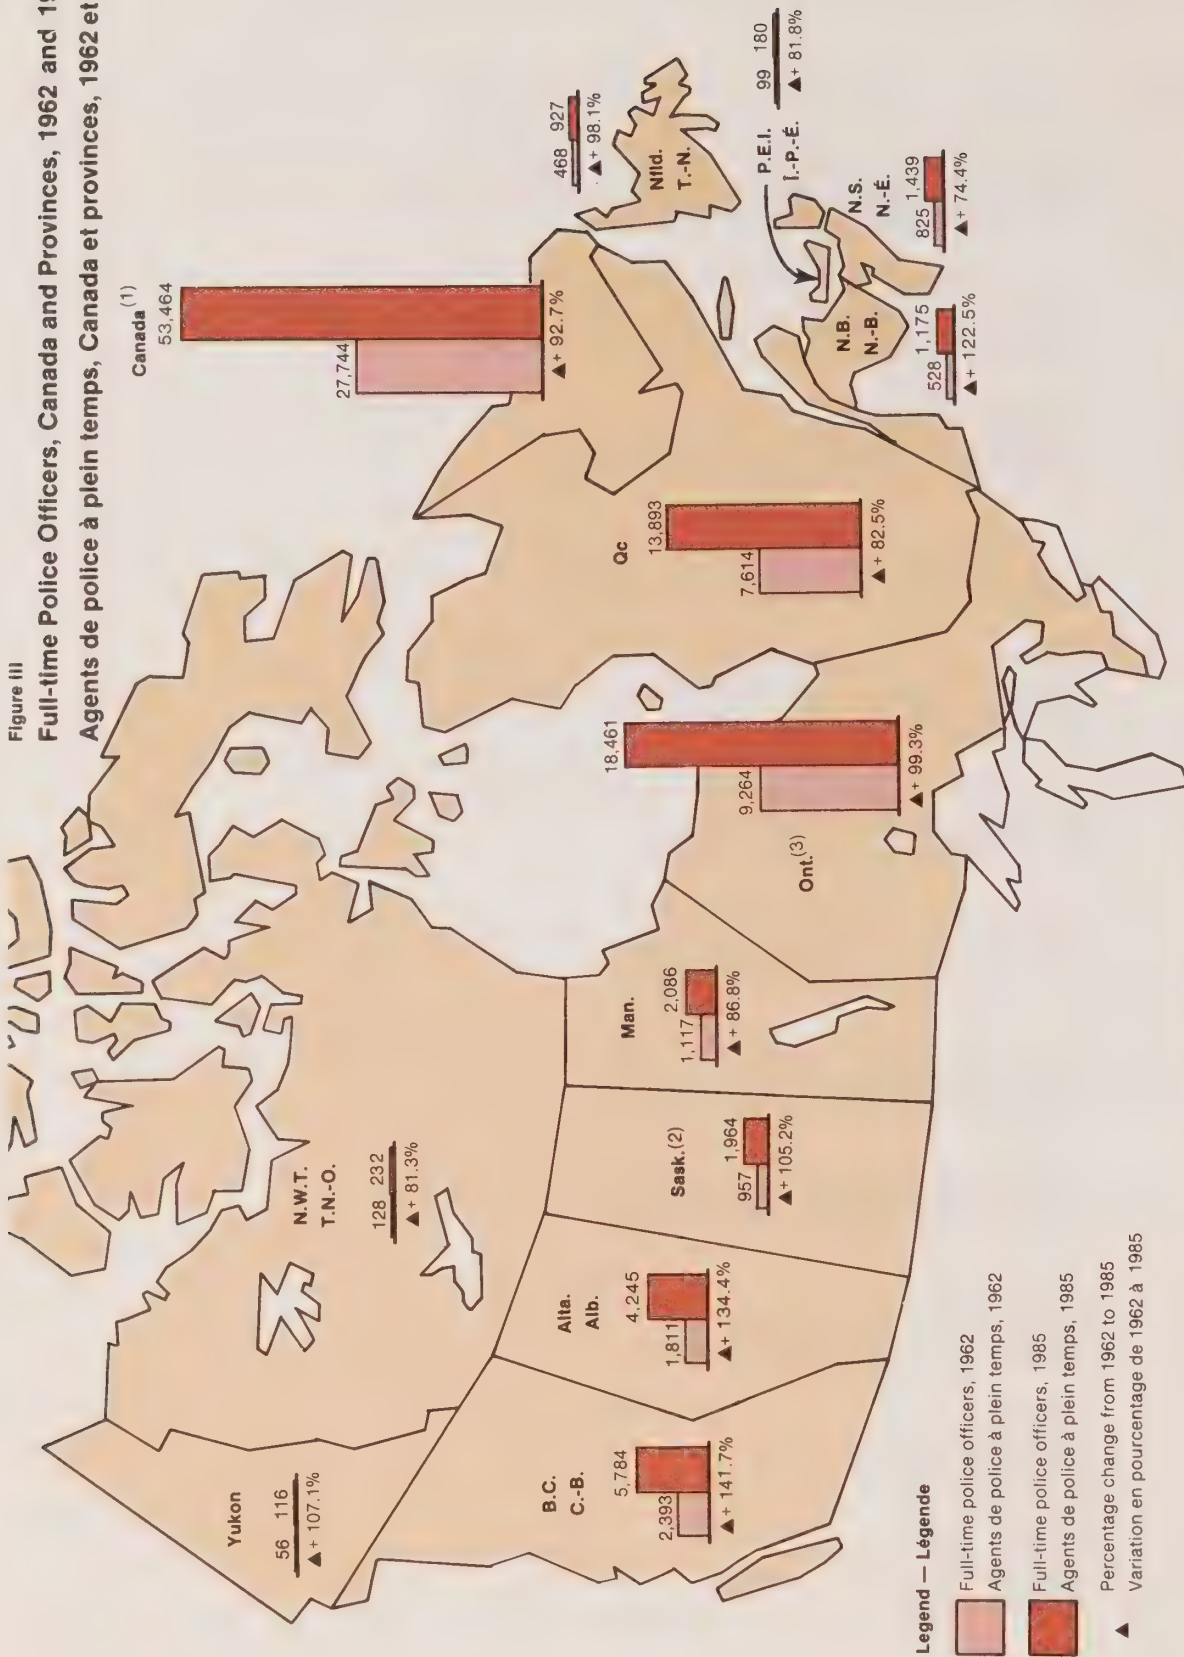 Figure III
Full-time Police Officers, Canada and Provinces, 1962 and
Agents de police à plein temps, Canada et provinces, 1962 et
Canada (1)
27,744 53,464
▲+ 92.7%
Yukon
56 116
▲+ 107.1%
N.W.T.
T.N.-O.
128 232
▲+ 81.3%
B.C.
C.-B.
2,393 5,784
▲+ 141.7%
Alta.
Alb.
1,811 4,245
▲+ 134.4%
Sask.(2)
957 1,964
▲+ 105.2%
Man.
1,117 2,086
▲+ 86.8%
Ont.(3)
9,264 18,461
▲+ 99.3%
Qc
7,614 13,893
▲+ 82.5%
Nfld.
T.-N.
468 927
▲+ 98.1%
P.E.I.
Î.-P.-É.
99 180
▲+ 81.8%
N.S.
N.-É.
825 1,439
▲+ 74.4%
N.B.
N.-B.
528 1,175
▲+ 122.5%
Legend — Légende
Full-time police officers, 1962
Agents de police à plein temps, 1962
Full-time police officers, 1985
Agents de police à plein temps, 1985
▲ Percentage change from 1962 to 1985
Variation en pourcentage de 1962 à 1985